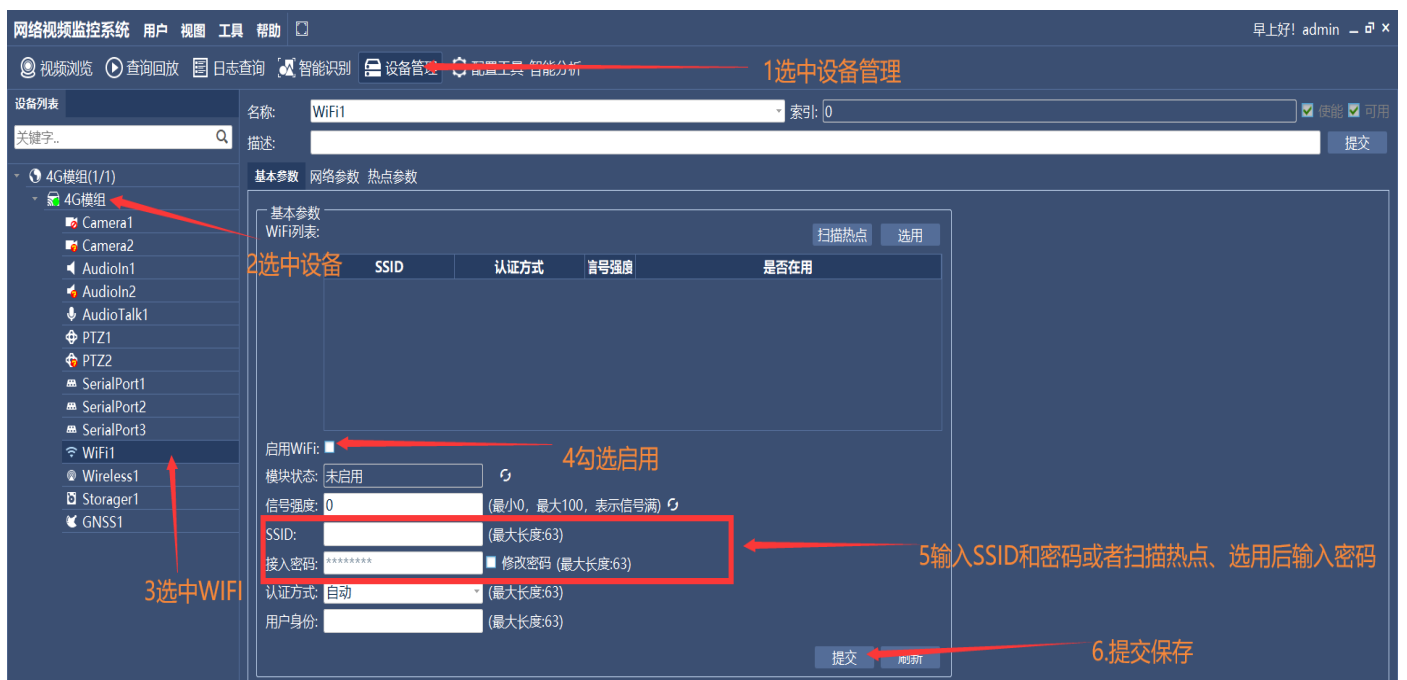 网络视频监控系统 用户 视图 工具 帮助 早上好! admin
视频浏览 查询回放 日志查询 智能识别 设备管理 配置工具 智能分析 1选中设备管理
设备列表
名称: WiFi1 索引: 0 使能 可用
关键字..
描述: 提交
4G模组(1/1)
基本参数 网络参数 热点参数
4G模组
Camera1
Camera2
AudioIn1
AudioIn2
AudioTalk1
PTZ1
PTZ2
SerialPort1
SerialPort2
SerialPort3
WiFi1
Wireless1
Storager1
GNSS1
2选中设备
3选中WIFI
基本参数
WiFi列表: 扫描热点 选用
SSID 认证方式 信号强度 是否在用
启用WiFi:
4勾选启用
模块状态: 未启用
信号强度: 0 (最小0，最大100，表示信号满)
SSID: (最大长度:63)
接入密码: ******** 修改密码 (最大长度:63)
5输入SSID和密码或者扫描热点、选用后输入密码
认证方式: 自动 (最大长度:63)
用户身份: (最大长度:63)
提交 刷新
6.提交保存